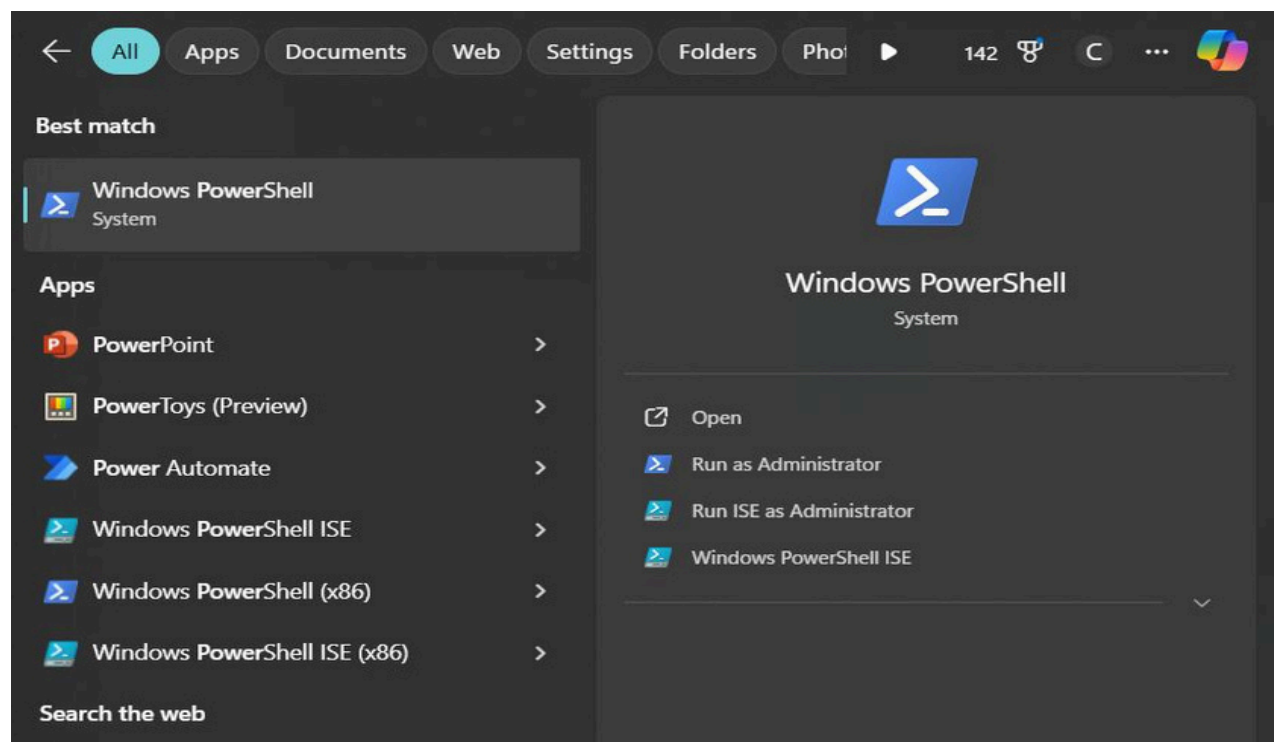 All Apps Documents Web Settings Folders 142 C ...
Best match
Windows PowerShell
System
Apps
PowerPoint
PowerToys (Preview)
Power Automate
Windows PowerShell ISE
Windows PowerShell (x86)
Windows PowerShell ISE (x86)
Search the web
Windows PowerShell
System
Open
Run as Administrator
Run ISE as Administrator
Windows PowerShell ISE